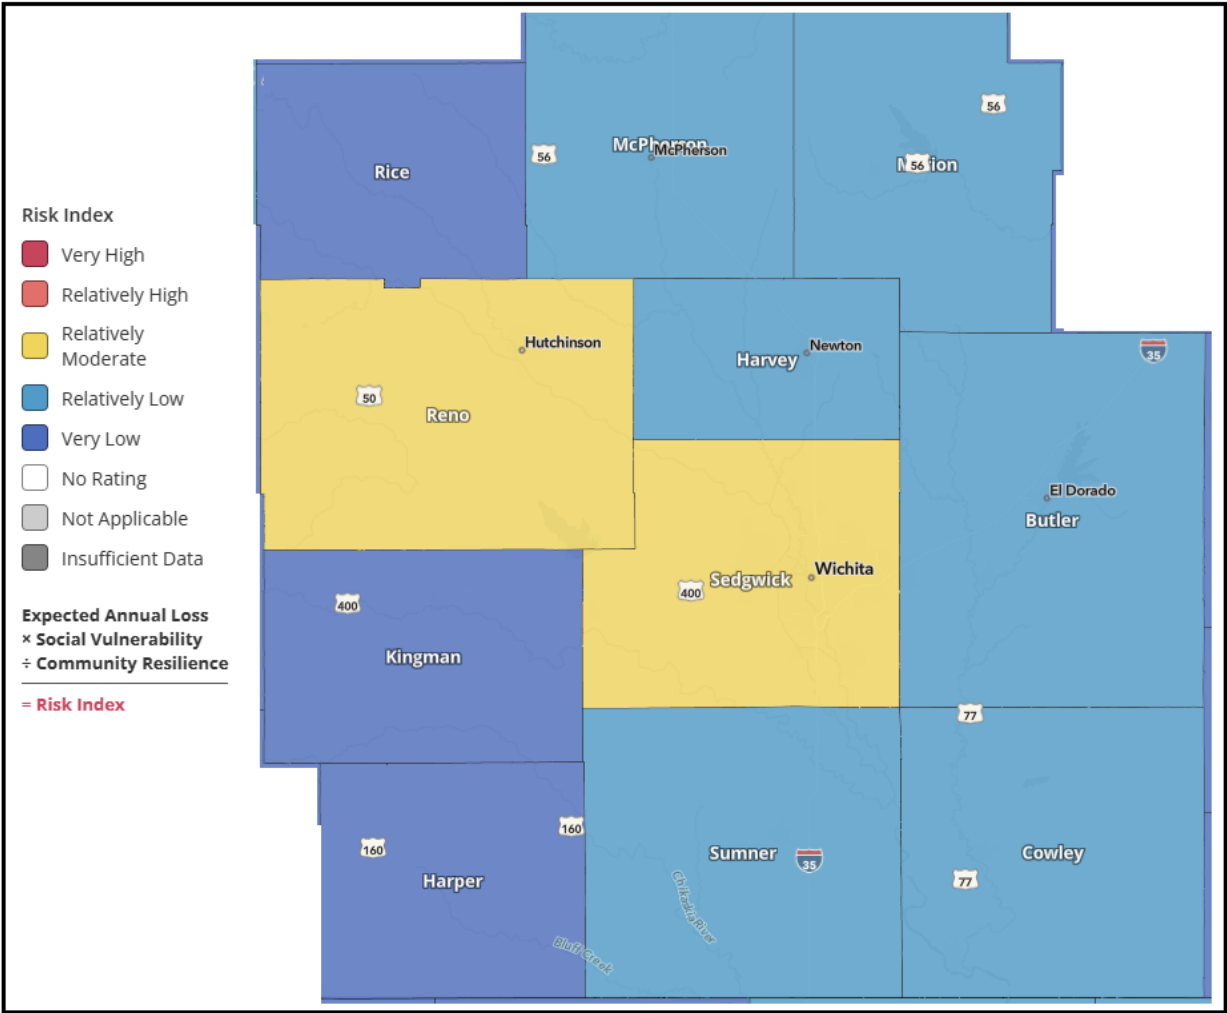 56
McPherson
McPherson
56
Marion
56
Rice
Risk Index
Very High
Relatively High
Relatively
Moderate
Relatively Low
Very Low
No Rating
Not Applicable
Insufficient Data
Expected Annual Loss
× Social Vulnerability
÷ Community Resilience
= Risk Index
Hutchinson
50
Reno
Harvey
Newton
35
El Dorado
Butler
400
Kingman
400
Sedgwick
Wichita
77
160
160
Harper
Sumner
35
Cowley
77
Chikaskia River
Bluff Creek